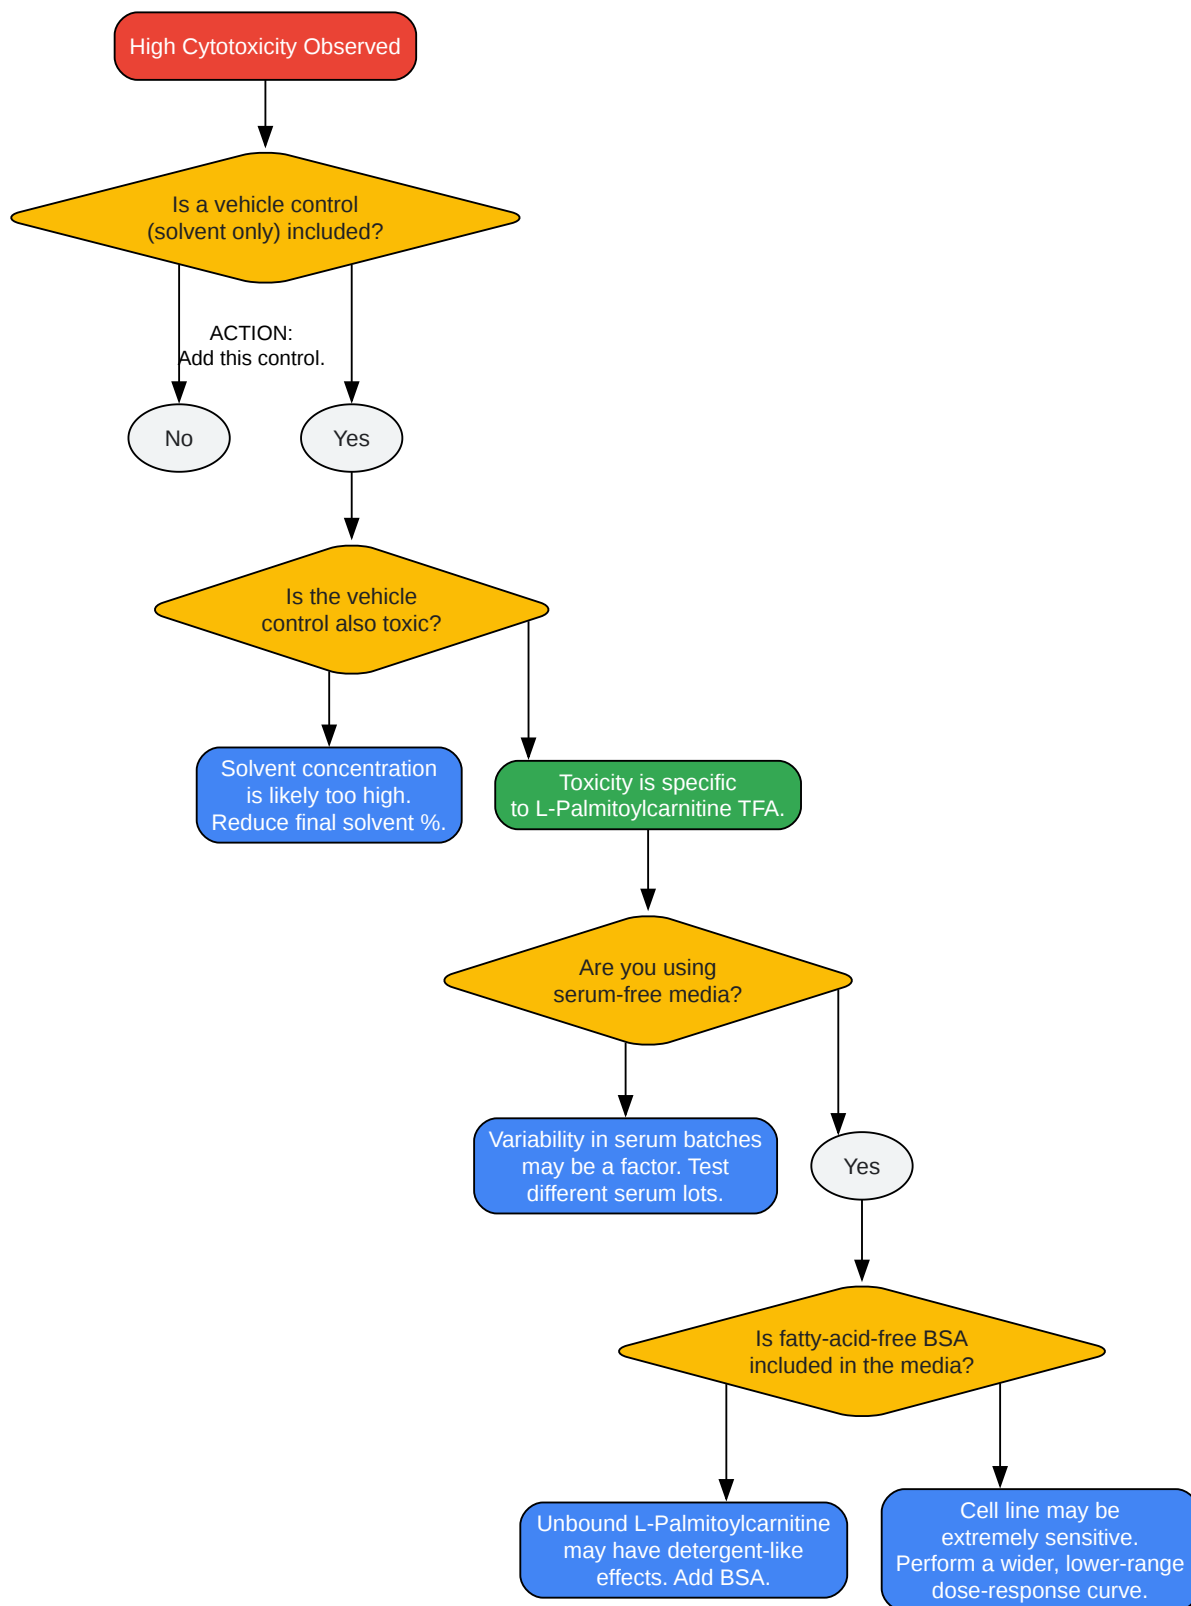 High Cytotoxicity Observed
Is a vehicle control
(solvent only) included?
ACTION:
Add this control.
No
Yes
Is the vehicle
control also toxic?
Solvent concentration
is likely too high.
Reduce final solvent %.
Toxicity is specific
to L-Palmitoylcarnitine TFA.
Are you using
serum-free media?
Variability in serum batches
may be a factor. Test
different serum lots.
Yes
Is fatty-acid-free BSA
included in the media?
Unbound L-Palmitoylcarnitine
may have detergent-like
effects. Add BSA.
Cell line may be
extremely sensitive.
Perform a wider, lower-range
dose-response curve.